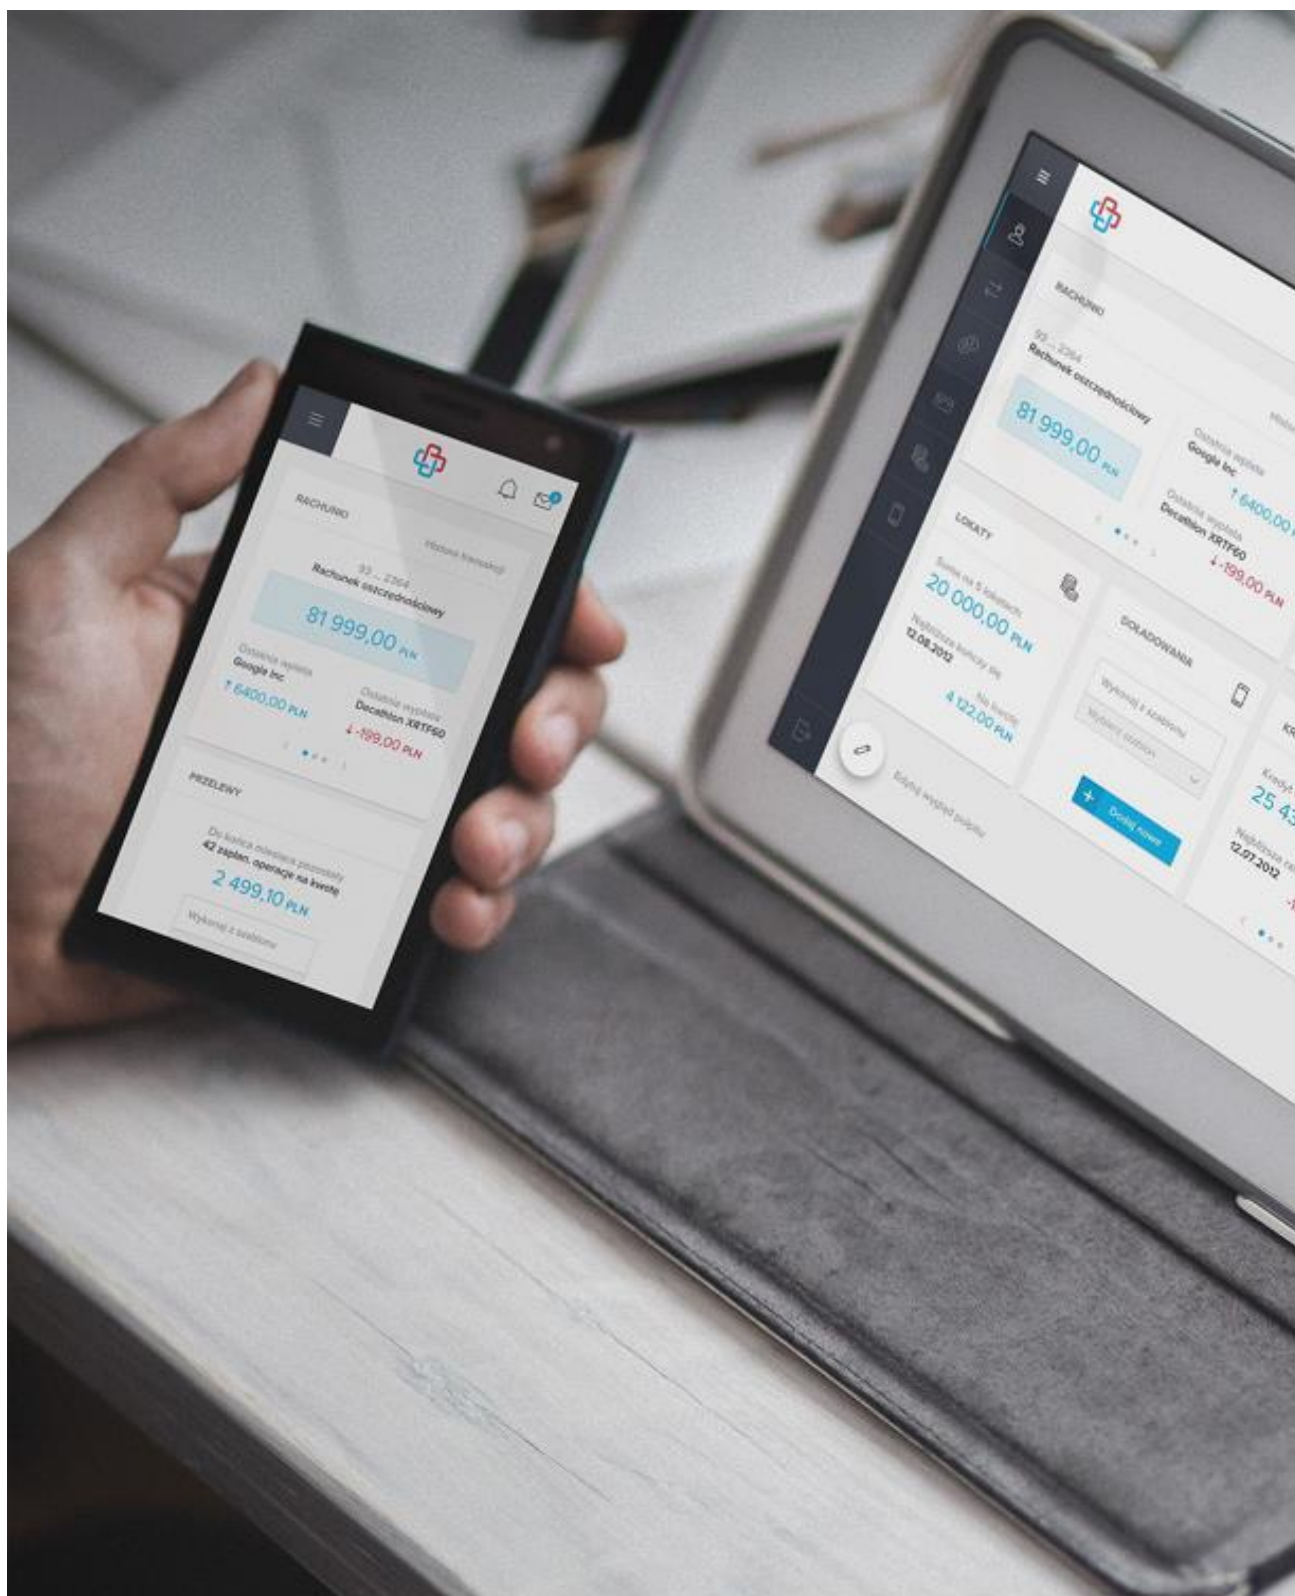 RACHUNKI
Historia transakcji
93 ... 2364
Rachunek oszczędnościowy
81 999,00 PLN
Ostatnia wpłata
Google Inc
↑ 6400,00 PLN
Ostatnia wypłata
Decathlon XRTF60
↓ -199,00 PLN
PRZELEWY
Do końca miesiąca pozostały
42 zaplan. operacje na kwotę
2 499,10 PLN
Wykonaj z szablonu
RACHUNKI
93 ... 2364
Rachunek oszczędnościowy
81 999,00 PLN
Ostatnia wpłata
Google Inc
↑ 6400,00
Ostatnia wypłata
Decathlon XRTF60
↓ -199,00 PLN
LOKATY
Suma na 5 lokatach
20 000,00 PLN
Najbliższa kończy się
12.08.2012
Na kwotę
4 122,00 PLN
DOŁADOWANIA
Wykonaj z szablonu
Wybierz szablon
+ Dodaj nowe
Kredyt
25 43
Najbliższa
12.07.2012
Edytuj wygląd pulpitu